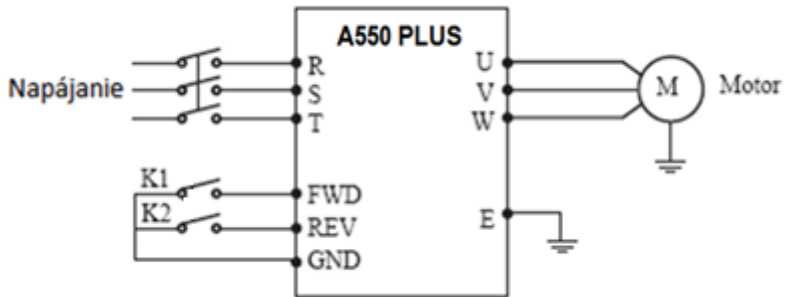 A550 PLUS
Napájanie
R
S
T
U
V
W
M
Motor
K1
K2
FWD
REV
GND
E